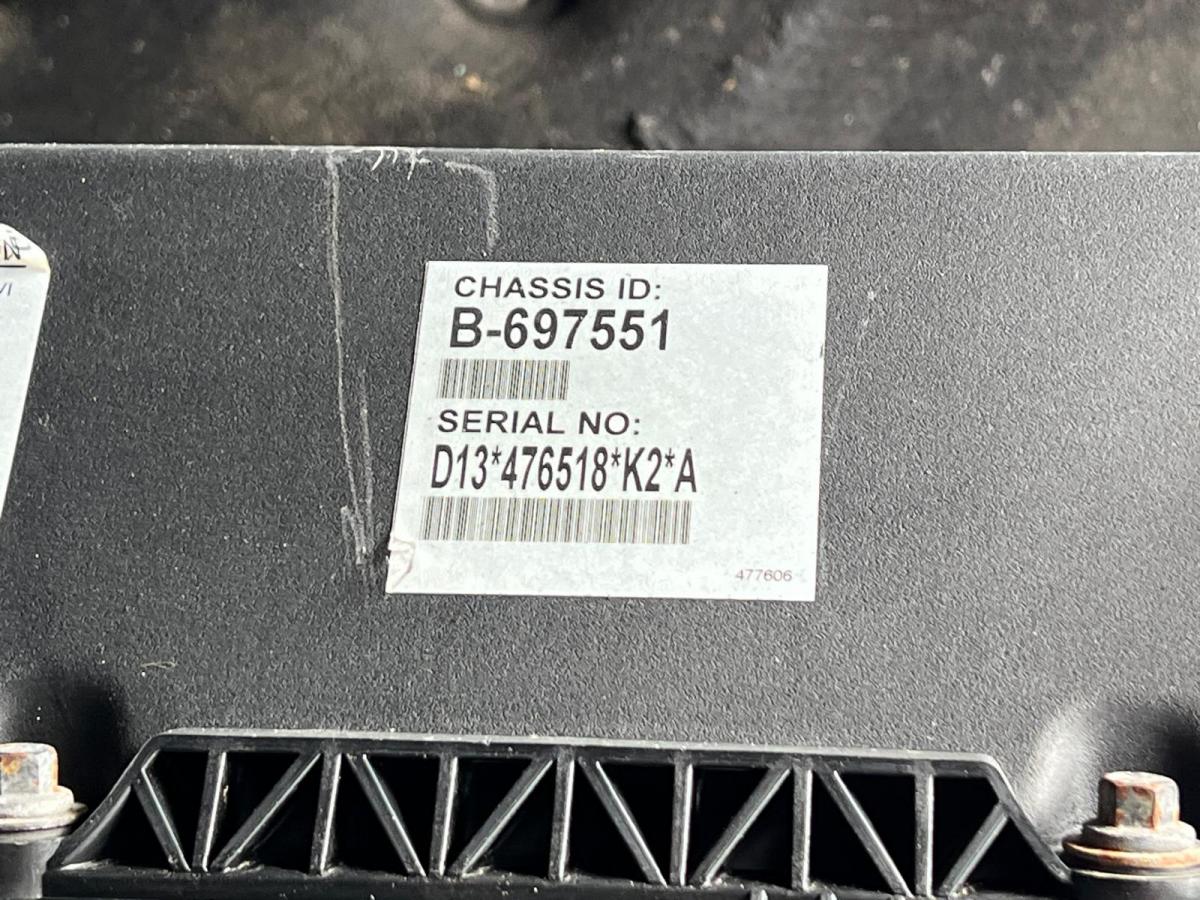 CHASSIS ID:
B-697551
SERIAL NO:
D13*476518*K2*A
477606